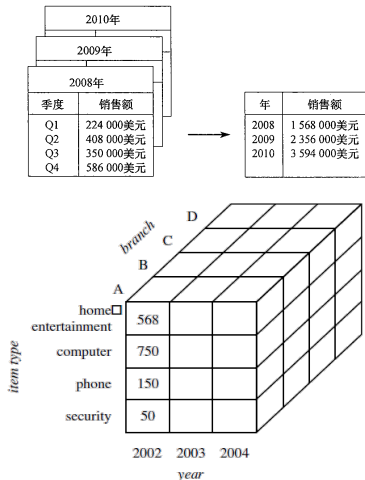 2010年
2009年
2008年
季度 销售额
Q1 224 000美元
Q2 408 000美元
Q3 350 000美元
Q4 586 000美元
年 销售额
2008 1 568 000美元
2009 2 356 000美元
2010 3 594 000美元
D
C
B
A
branch
home
entertainment 568
computer 750
phone 150
security 50
item type
2002 2003 2004
year